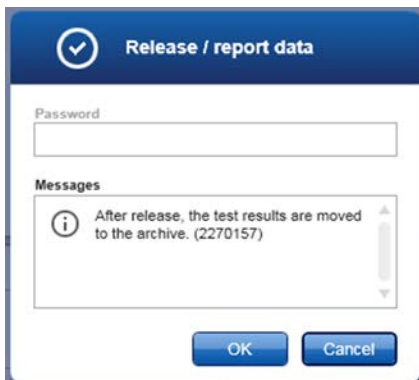 Release / report data
Password
Messages
After release, the test results are moved
to the archive. (2270157)
OK
Cancel